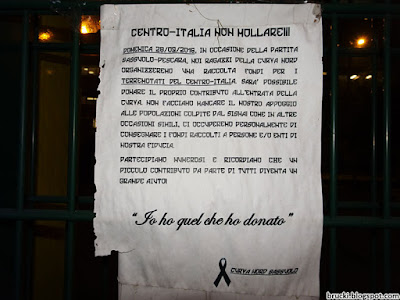 CENTRO-ITALIA NON MOLLARE!!!
DOMENICA 28/08/2016, IN OCCASIONE DELLA PARTITA
SASSUOLO-PESCARA, NOI RAGAZZI DELLA CURVA NORD
ORGANIZZEREMO UNA RACCOLTA FONDI PER I
TERREMOTATI DEL CENTRO-ITALIA. SARA' POSSIBILE
DONARE IL PROPRIO CONTRIBUTO ALL'ENTRATA DELLA
CURVA. NON FACCIAMO MANCARE IL NOSTRO APPOGGIO
ALLE POPOLAZIONI COLPITE DAL SISMA COME IN ALTRE
OCCASIONI SIMILI, CI OCCUPEREMO PERSONALMENTE DI
CONSEGNARE I FONDI RACCOLTI A PERSONE E/O ENTI DI
NOSTRA FIDUCIA.
PARTECIPIAMO NUMEROSI E RICORDIAMO CHE UN
PICCOLO CONTRIBUTO DA PARTE DI TUTTI DIVENTA UN
GRANDE AIUTO!
"Io ho quel che ho donato"
CURVA NORD SASSUOLO
brucki.blogspot.com